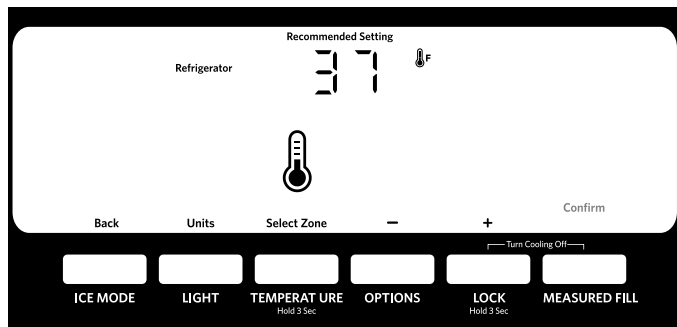 Recommended Setting
Refrigerator 37 F
Confirm
Back Units Select Zone – +
Turn Cooling Off
ICE MODE LIGHT TEMPERAT URE OPTIONS LOCK MEASURED FILL
Hold 3 Sec Hold 3 Sec